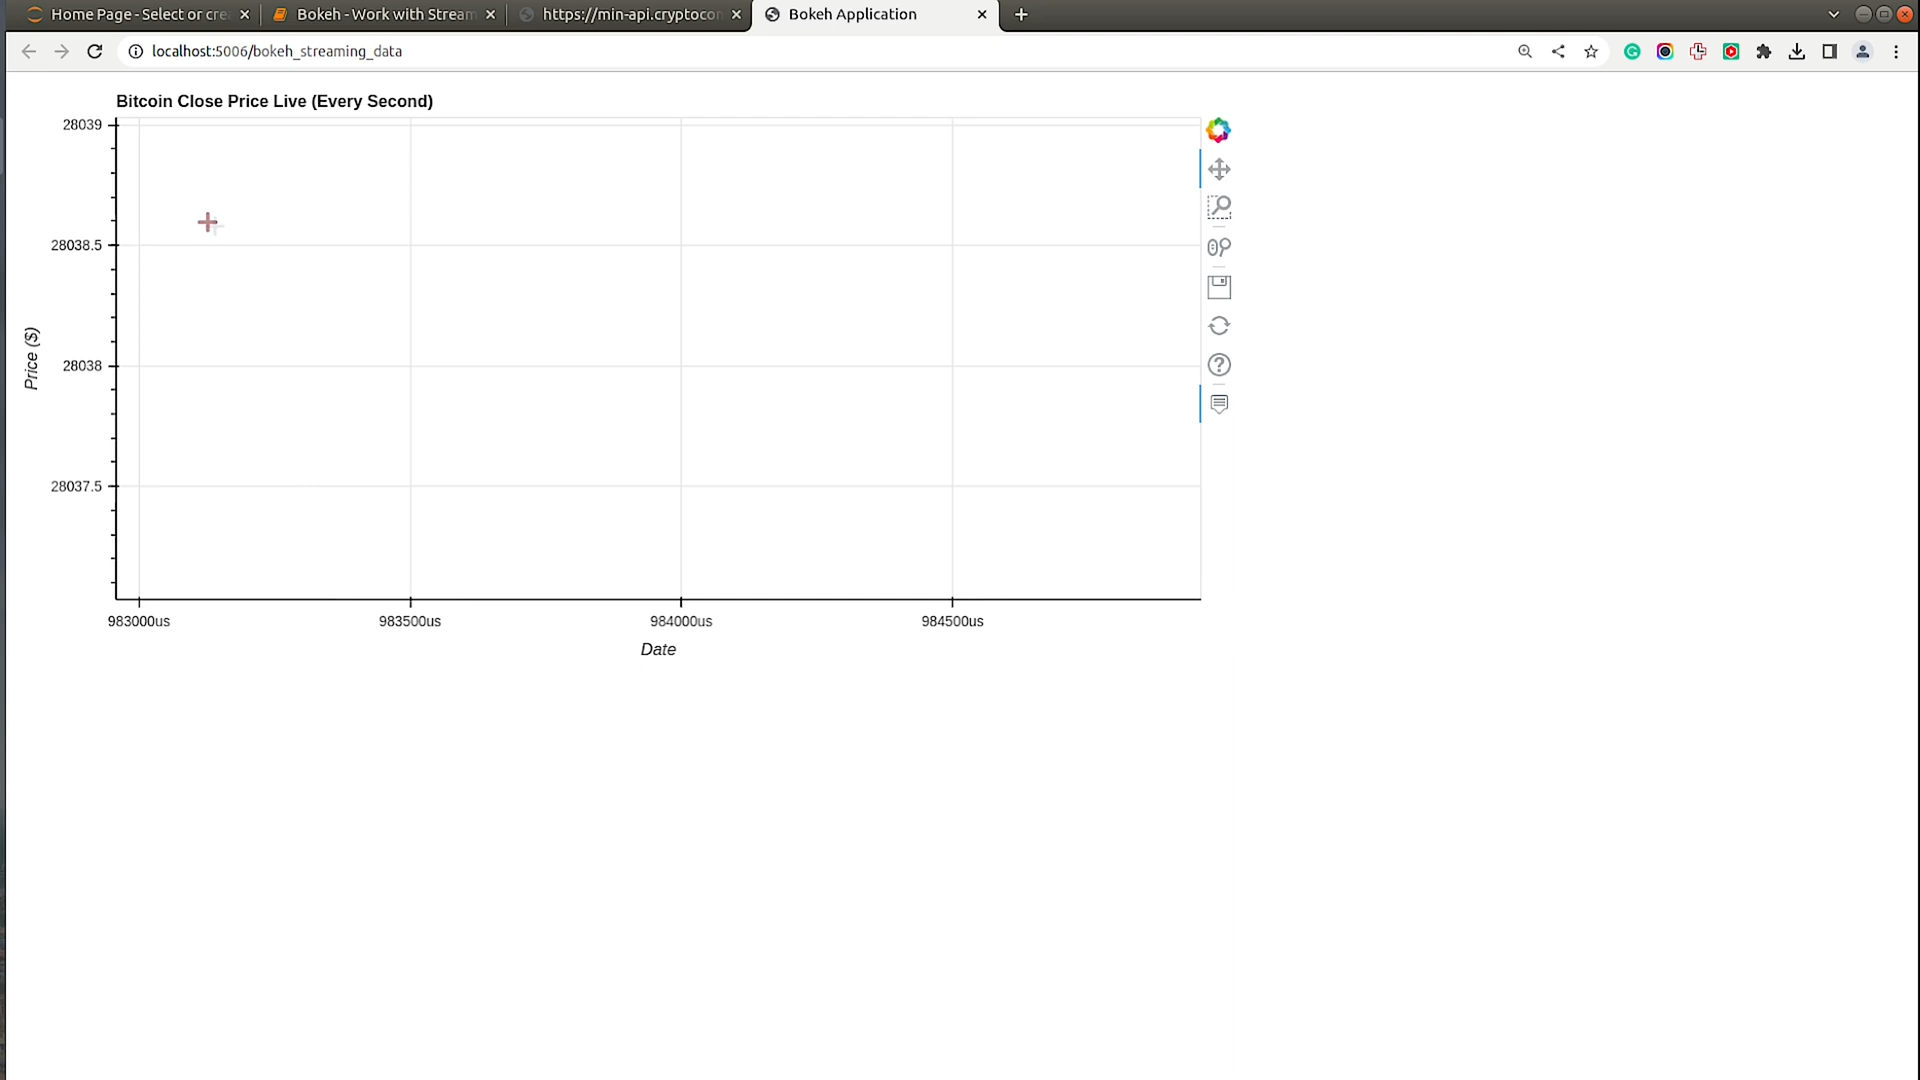 Home Page - Select or cre
Bokeh - Work with Stream
https://min-api.cryptocon
Bokeh Application
localhost:5006/bokeh_streaming_data
Bitcoin Close Price Live (Every Second)
28039
28038.5
28038
28037.5
Price ($)
983000us
983500us
984000us
984500us
Date